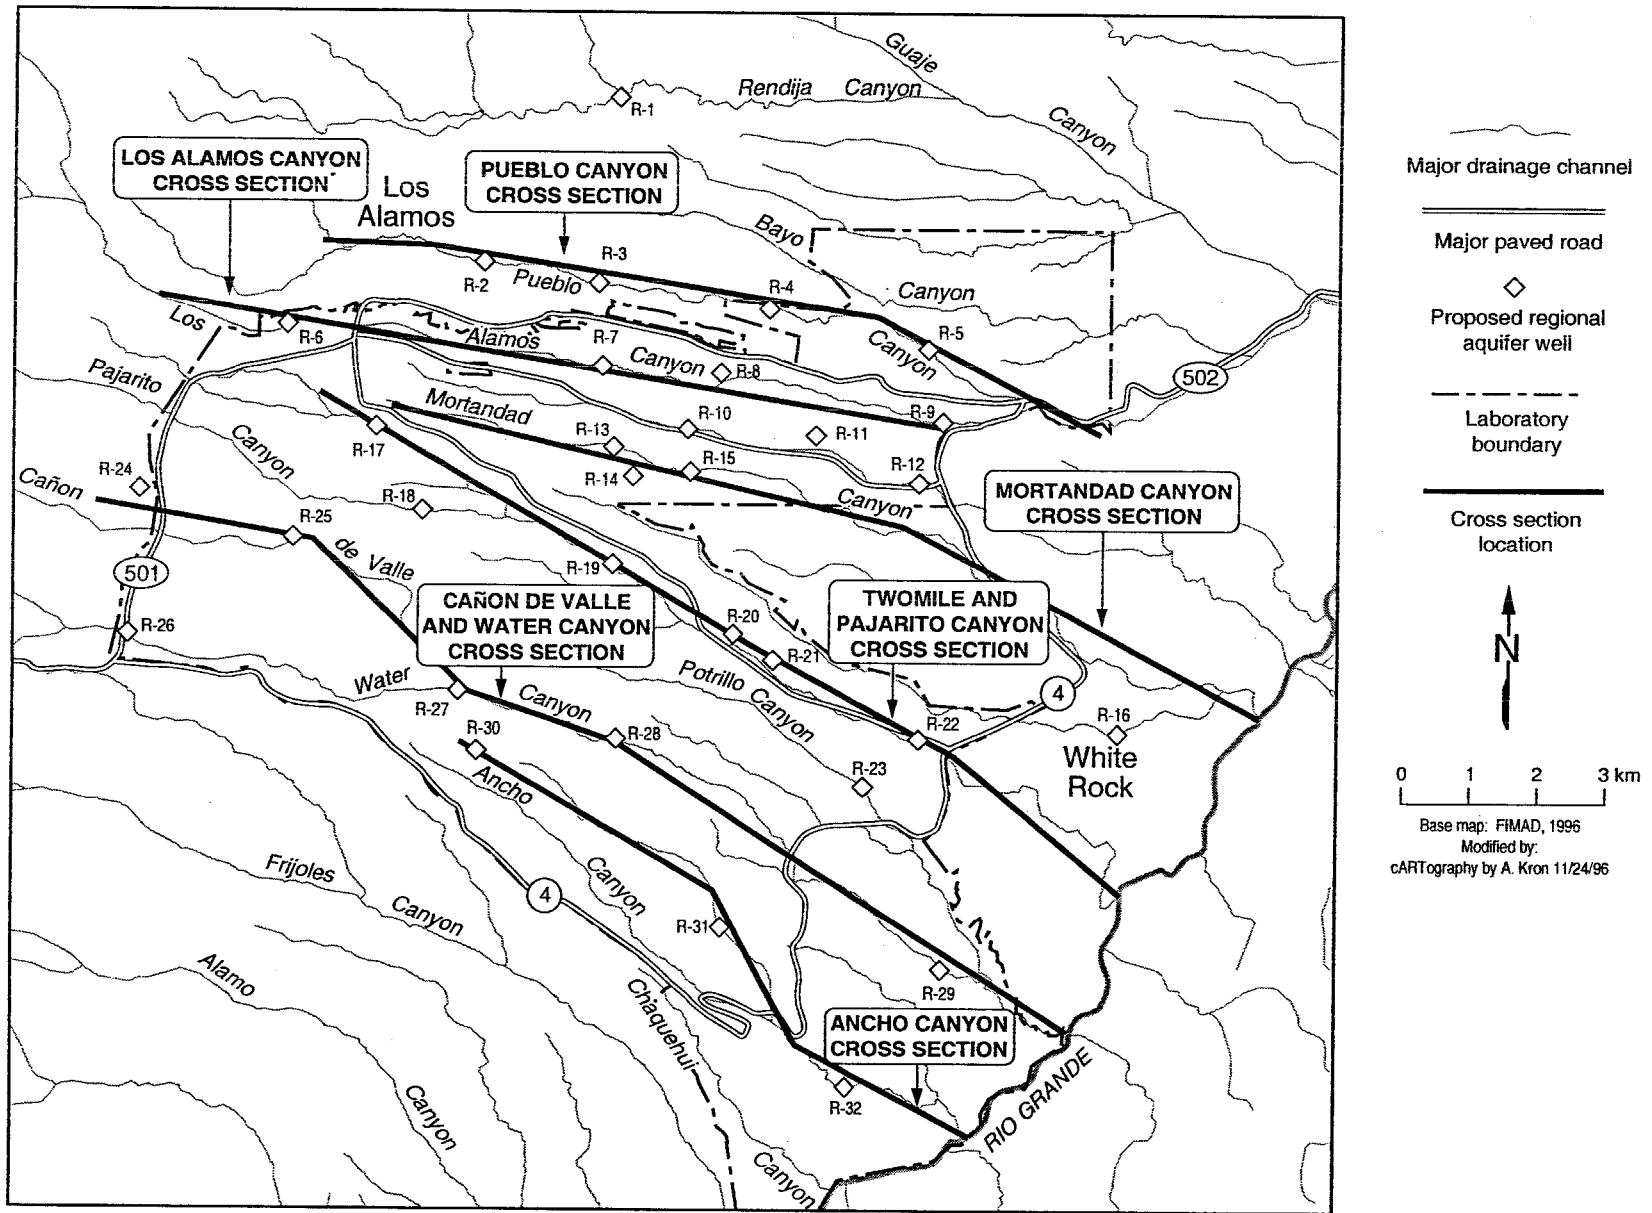 Guaje
Rendija Canyon
R-1
Canyon
LOS ALAMOS CANYON
CROSS SECTION
PUEBLO CANYON
CROSS SECTION
Los
Alamos
Bayo
R-3
R-2
Pueblo
R-4
Canyon
Los
R-6
Alamos
R-7
Canyon
R-8
R-5
Canyon
502
Pajarito
Mortandad
R-10
R-9
R-13
R-11
R-17
Canyon
R-15
R-12
R-14
Cañon
R-24
R-18
Canyon
MORTANDAD CANYON
CROSS SECTION
R-25
de Valle
501
R-19
CAÑON DE VALLE
AND WATER CANYON
CROSS SECTION
TWOMILE AND
PAJARITO CANYON
CROSS SECTION
R-26
R-20
R-21
Water
Potrillo
Canyon
4
R-27
Canyon
R-30
R-28
R-22
R-16
White
Rock
Ancho
R-23
Frijoles
Canyon
Canyon
4
R-31
Alamo
R-29
Chaquehui
ANCHO CANYON
CROSS SECTION
R-32
RIO GRANDE
Canyon
Canyon
Major drainage channel
Major paved road
Proposed regional
aquifer well
Laboratory
boundary
Cross section
location
N
0 1 2 3 km
Base map: FIMAD, 1996
Modified by:
cARTography by A. Kron 11/24/96